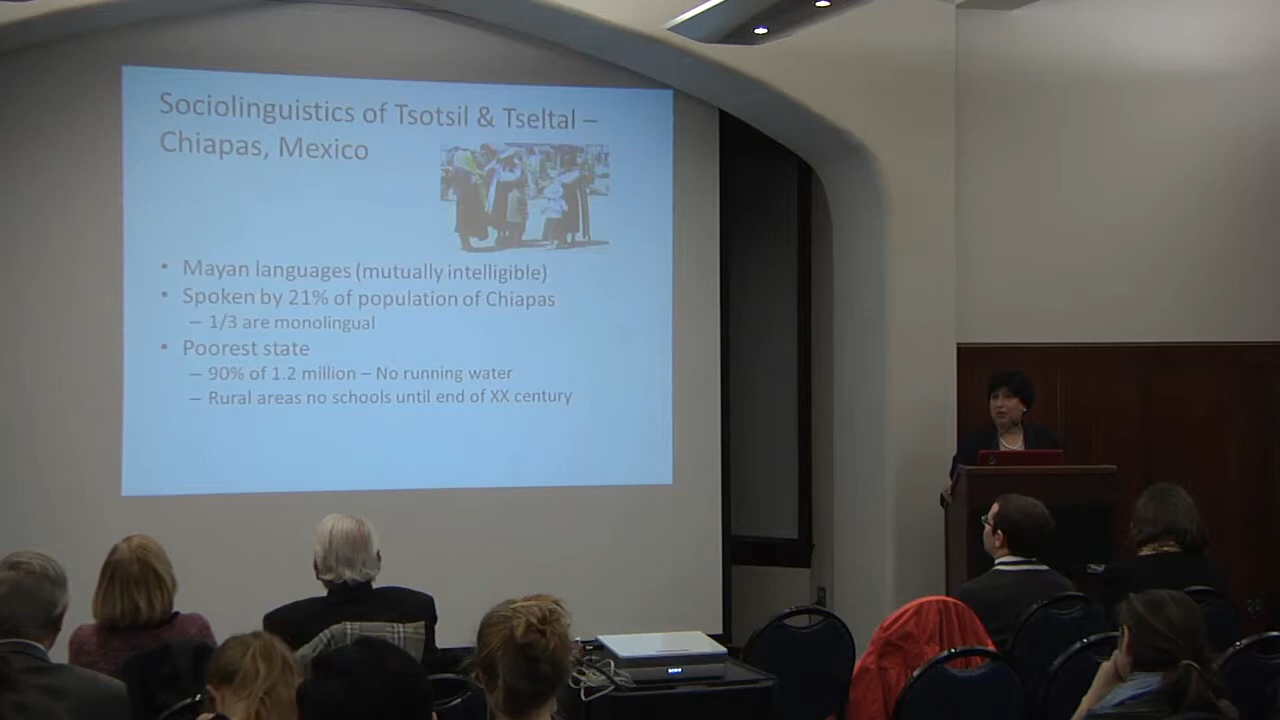 Sociolinguistics of Tsotsil & Tseltal –
Chiapas, Mexico
• Mayan languages (mutually intelligible)
• Spoken by 21% of population of Chiapas
– 1/3 are monolingual
• Poorest state
– 90% of 1.2 million – No running water
– Rural areas no schools until end of XX century